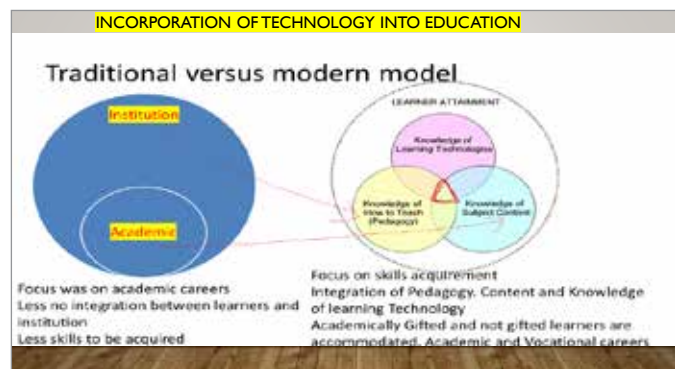 INCORPORATION OF TECHNOLOGY INTO EDUCATION
Traditional versus modern model
Institution
Academic
Focus was on academic careers
Less no integration between learners and
institution
Less skills to be acquired
LEARNER ATTAINMENT
Knowledge of
Learning Technologies
Knowledge of
How to Teach
(Pedagogy)
Knowledge of
Subject Content
Focus on skills acquirement
Integration of Pedagogy. Content and Knowledge
of learning Technology
Academically Gifted and not gifted learners are
accommodated. Academic and Vocational careers